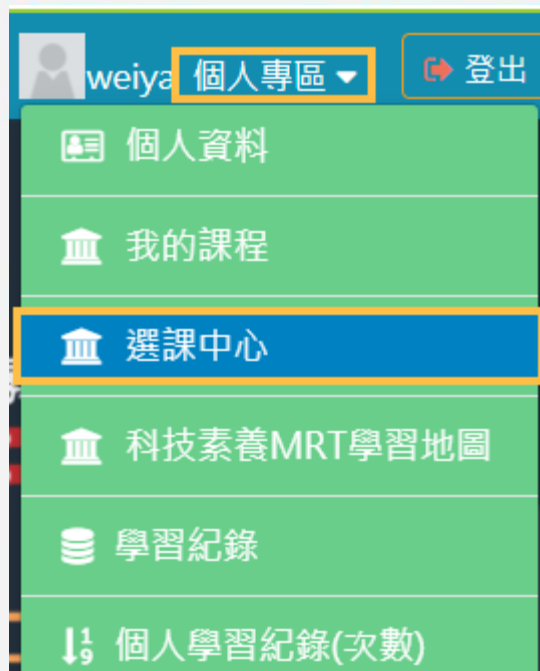 weiya 個人專區 登出
個人資料
我的課程
選課中心
科技素養MRT學習地圖
學習紀錄
個人學習紀錄(次數)